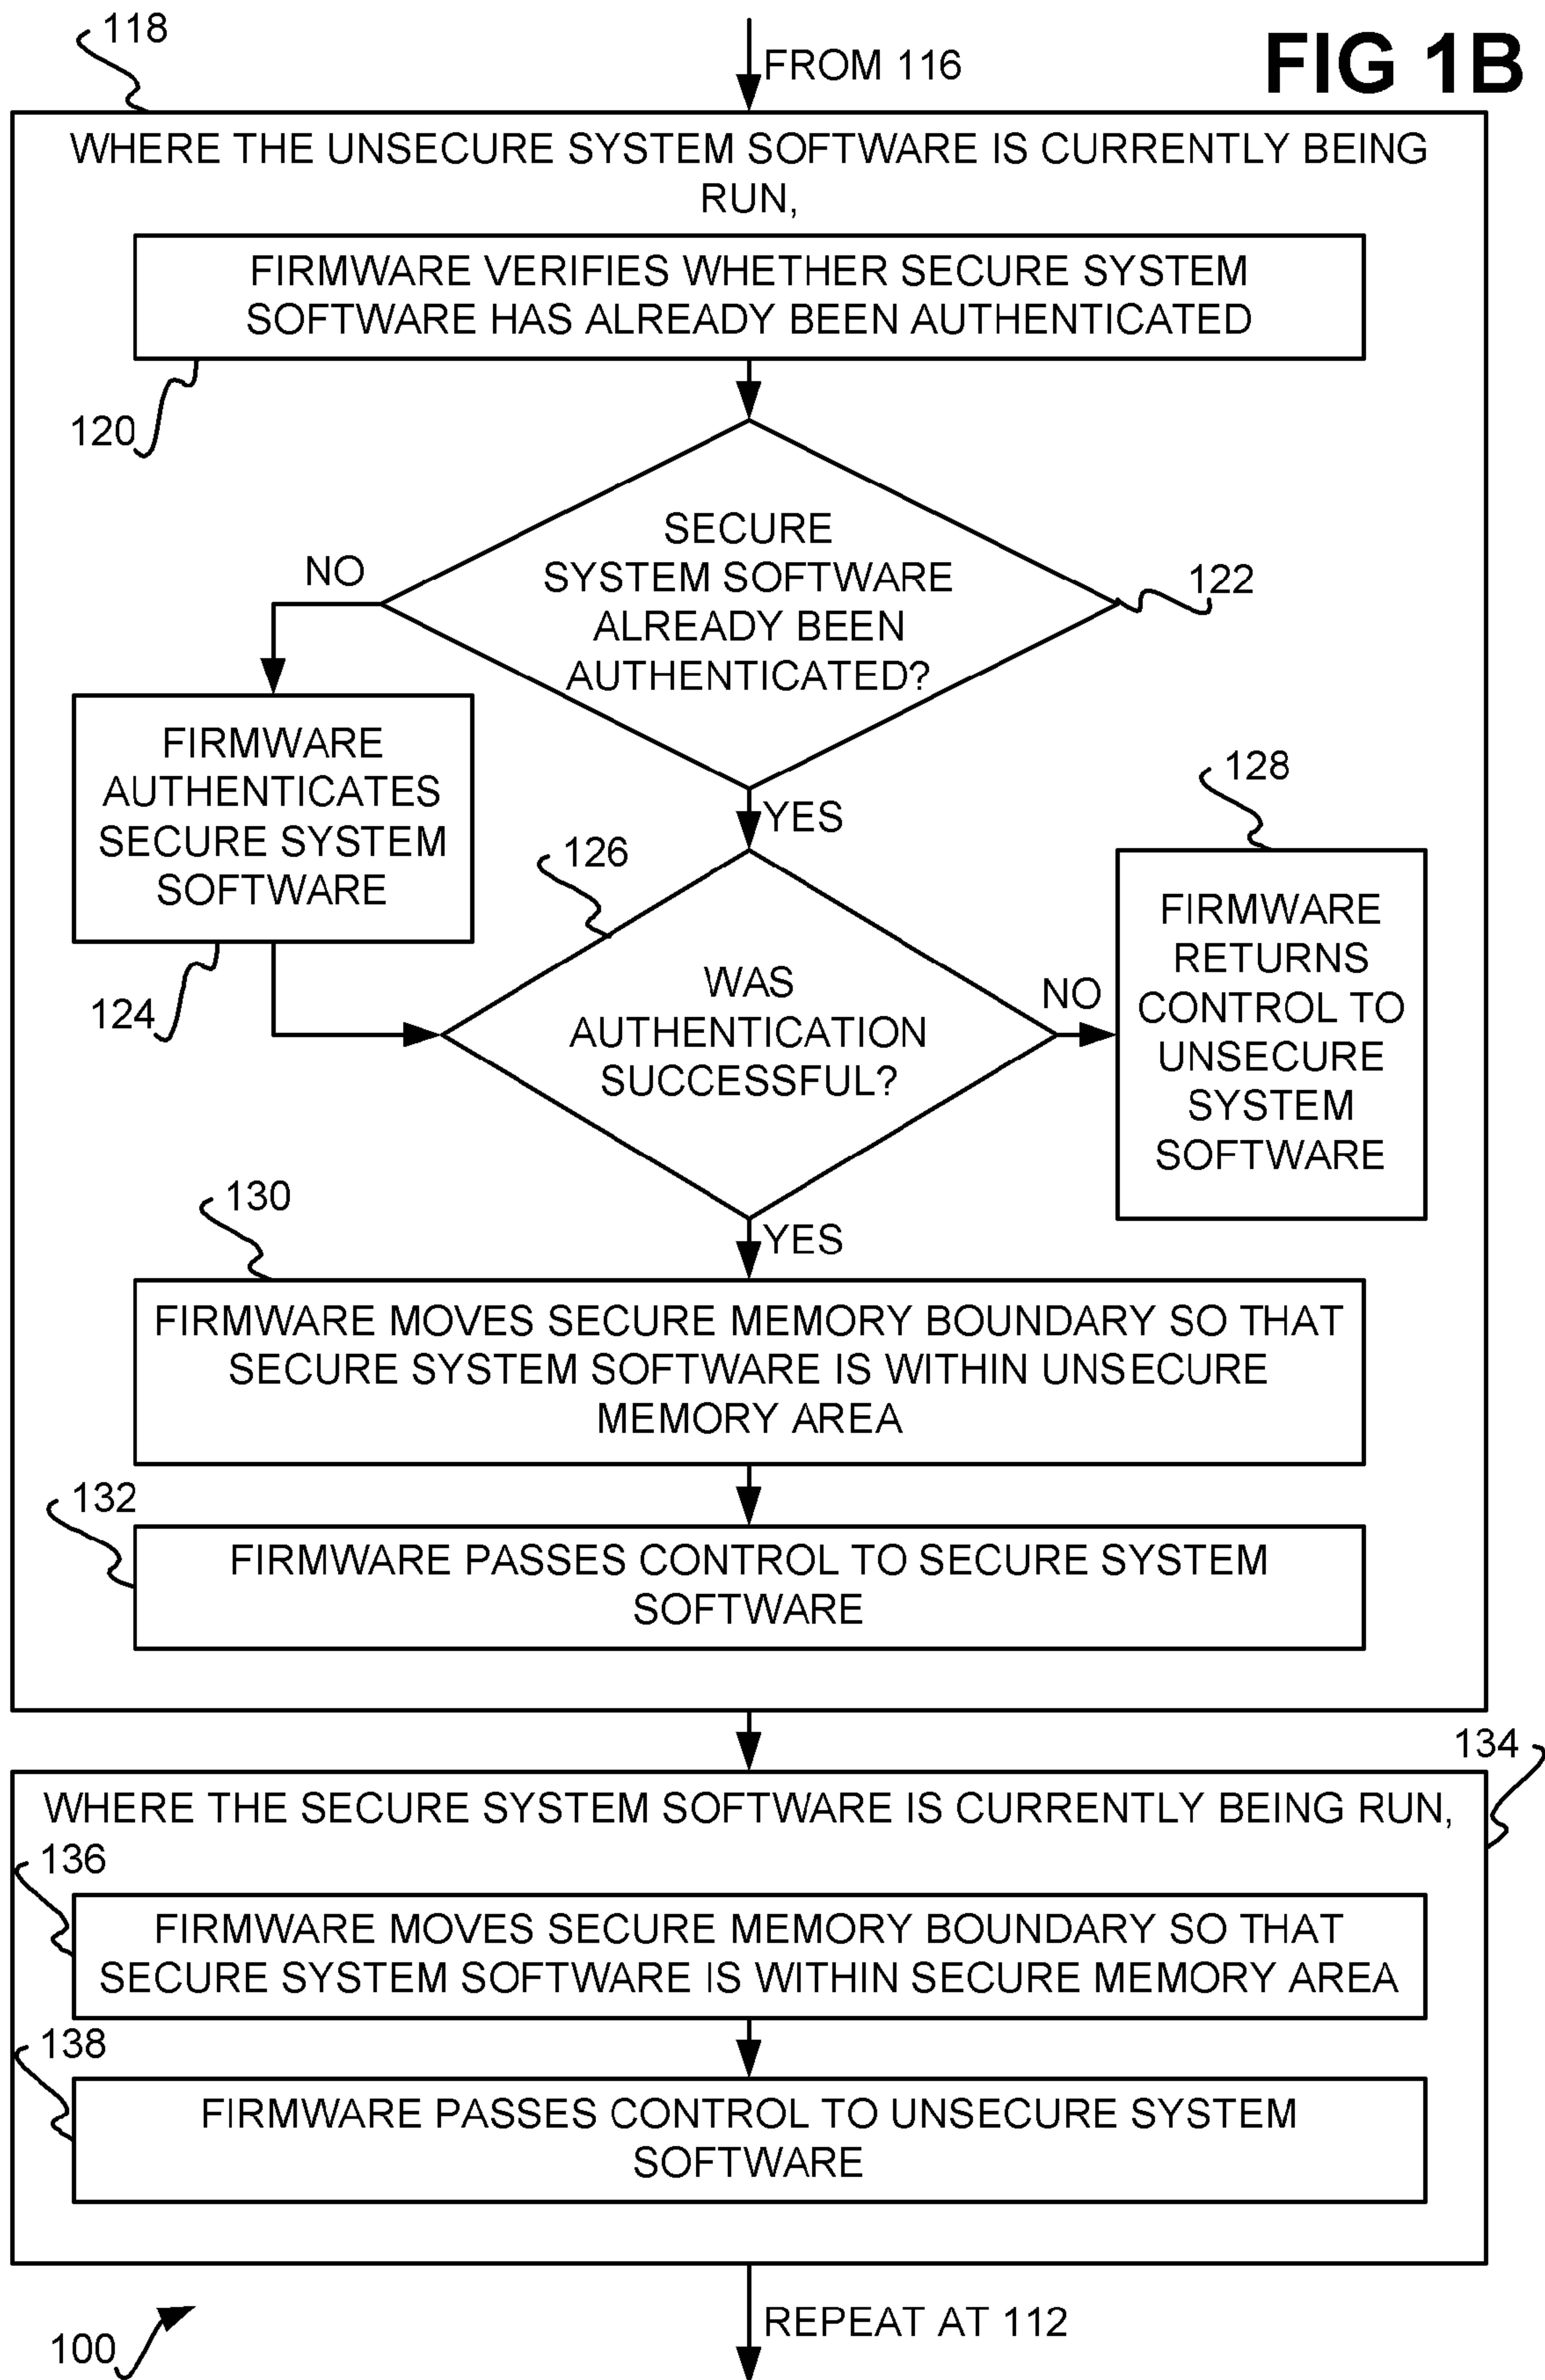 FIG 1B
118
FROM 116
WHERE THE UNSECURE SYSTEM SOFTWARE IS CURRENTLY BEING
RUN,
FIRMWARE VERIFIES WHETHER SECURE SYSTEM
SOFTWARE HAS ALREADY BEEN AUTHENTICATED
120
SECURE
SYSTEM SOFTWARE
ALREADY BEEN
AUTHENTICATED?
122
NO
FIRMWARE
AUTHENTICATES
SECURE SYSTEM
SOFTWARE
124
YES
126
WAS
AUTHENTICATION
SUCCESSFUL?
NO
128
FIRMWARE
RETURNS
CONTROL TO
UNSECURE
SYSTEM
SOFTWARE
YES
130
FIRMWARE MOVES SECURE MEMORY BOUNDARY SO THAT
SECURE SYSTEM SOFTWARE IS WITHIN UNSECURE
MEMORY AREA
132
FIRMWARE PASSES CONTROL TO SECURE SYSTEM
SOFTWARE
134
WHERE THE SECURE SYSTEM SOFTWARE IS CURRENTLY BEING RUN,
136
FIRMWARE MOVES SECURE MEMORY BOUNDARY SO THAT
SECURE SYSTEM SOFTWARE IS WITHIN SECURE MEMORY AREA
138
FIRMWARE PASSES CONTROL TO UNSECURE SYSTEM
SOFTWARE
REPEAT AT 112
100